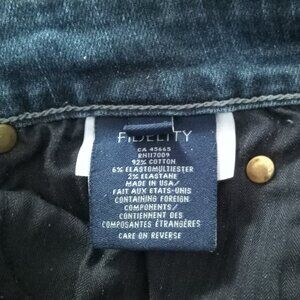 FIDELITY
CA 45665
RN117009
92% COTTON
6% ELASTOMULTIESTER
2% ELASTANE
MADE IN U.S.A./
FAIT AUX ETATS-UNIS
CONTAINING FOREIGN
COMPONENTS/
CONTIENNENT DES
COMPOSANTES ÉTRANGÈRES
CARE ON REVERSE